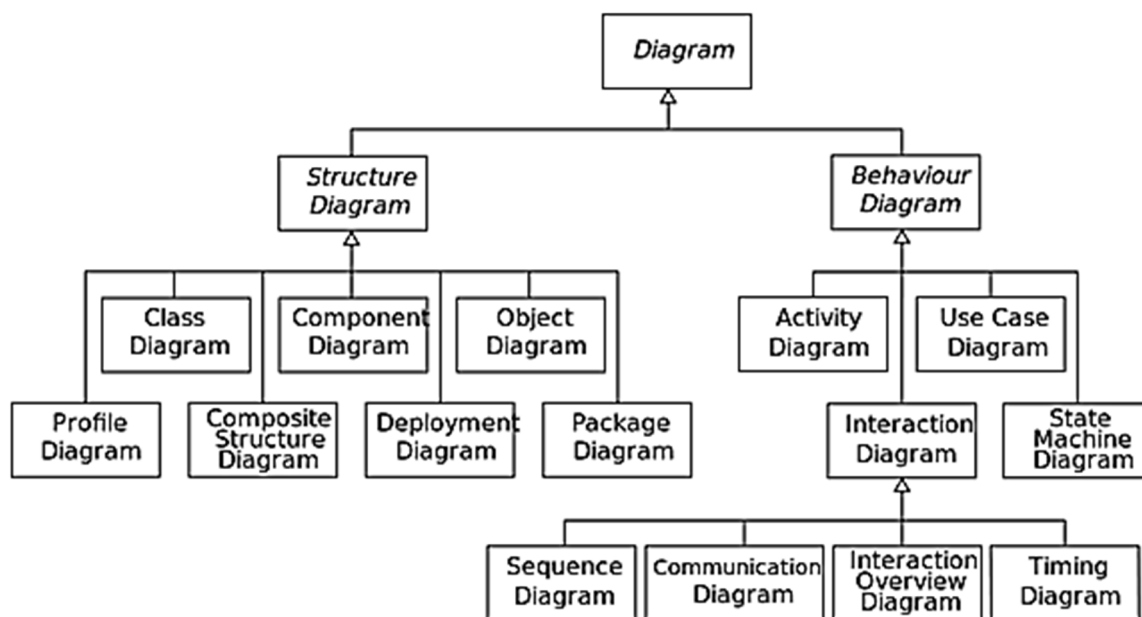 Diagram
Structure
Diagram
Behaviour
Diagram
Class
Diagram
Component
Diagram
Object
Diagram
Activity
Diagram
Use Case
Diagram
Profile
Diagram
Composite
Structure
Diagram
Deployment
Diagram
Package
Diagram
Interaction
Diagram
State
Machine
Diagram
Sequence
Diagram
Communication
Diagram
Interaction
Overview
Diagram
Timing
Diagram